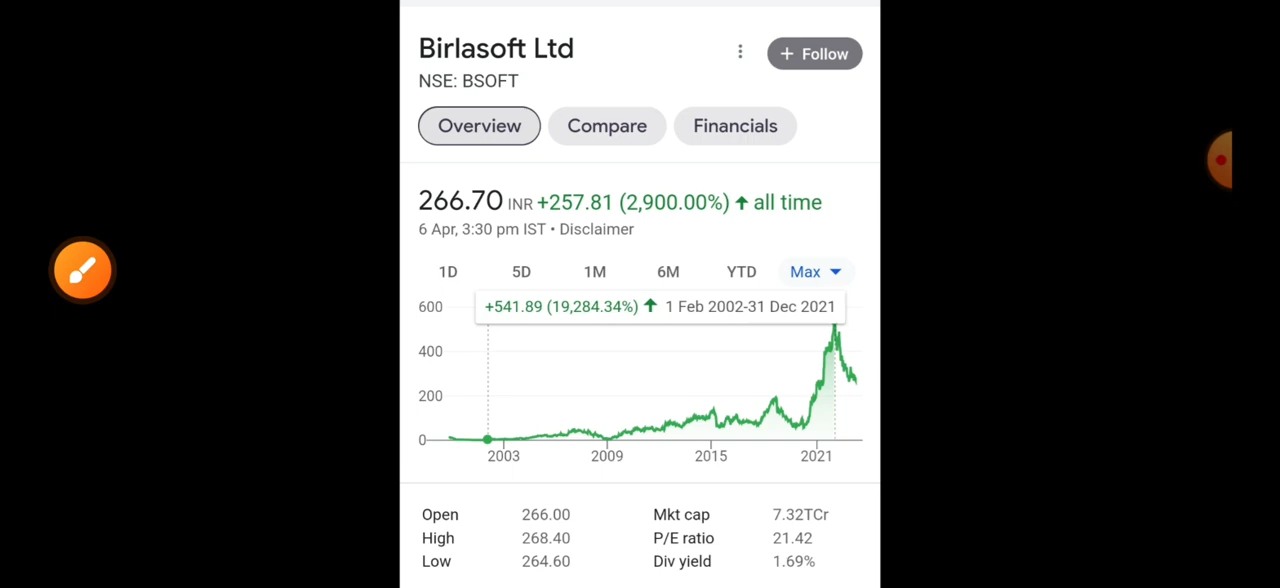 Birlasoft Ltd
+ Follow
NSE: BSOFT
Overview Compare Financials
266.70 INR +257.81 (2,900.00%) ↑ all time
6 Apr, 3:30 pm IST • Disclaimer
1D 5D 1M 6M YTD Max
+541.89 (19,284.34%) ↑ 1 Feb 2002-31 Dec 2021
600
400
200
0
2003 2009 2015 2021
Open 266.00 Mkt cap 7.32TCr
High 268.40 P/E ratio 21.42
Low 264.60 Div yield 1.69%